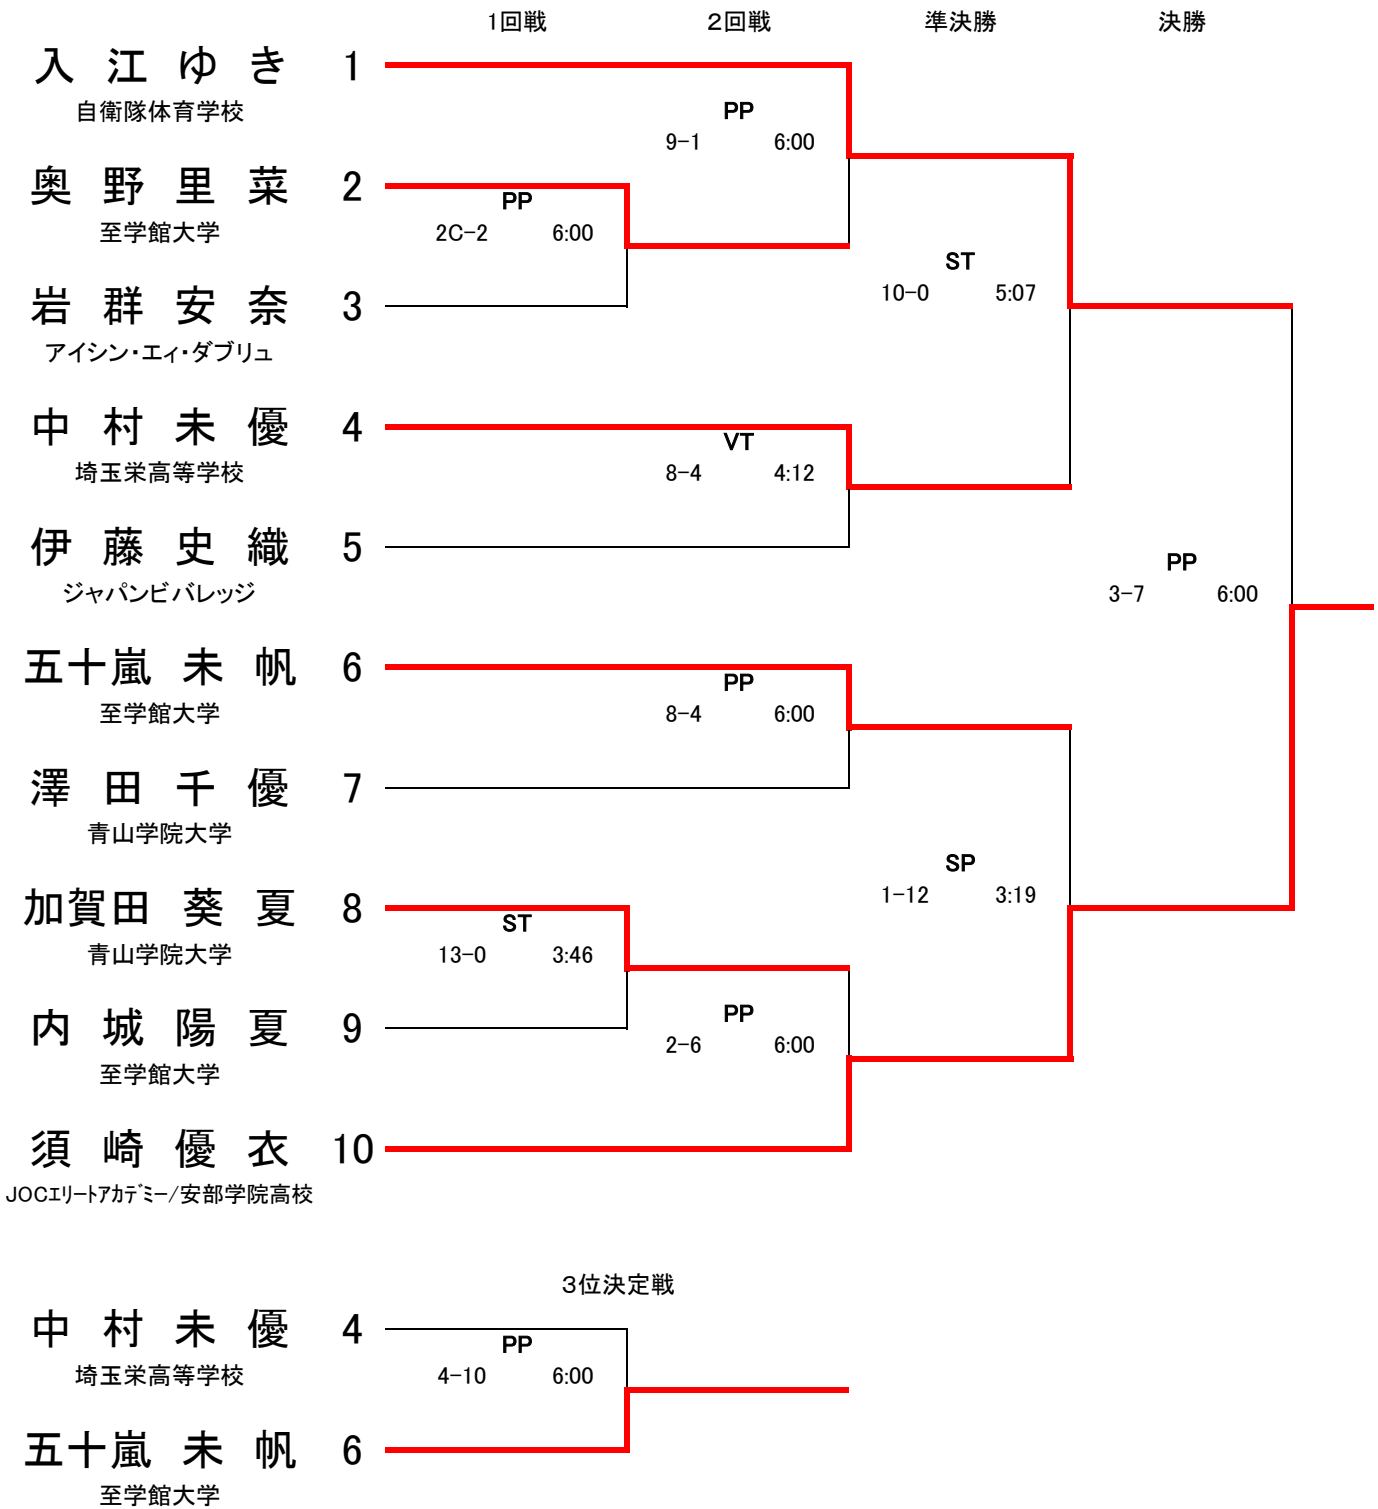 1回戦 2回戦 準決勝 決勝
入 江 ゆ き 1
自衛隊体育学校
PP
9-1 6:00
奥 野 里 菜 2
PP
至学館大学
2C-2 6:00
ST
岩 群 安 奈 3
10-0 5:07
アイシン・エィ・ダブリュ
中 村 未 優 4
VT
埼玉栄高等学校
8-4 4:12
伊 藤 史 織 5
PP
ジャパンビバレッジ
3-7 6:00
五十嵐 未 帆 6
PP
至学館大学
8-4 6:00
澤 田 千 優 7
青山学院大学
SP
1-12 3:19
加賀田 葵 夏 8
ST
青山学院大学
13-0 3:46
内 城 陽 夏 9
PP
2-6 6:00
至学館大学
須 崎 優 衣 10
JOCエリートアカデミー/安部学院高校
3位決定戦
中 村 未 優 4
PP
埼玉栄高等学校
4-10 6:00
五十嵐 未 帆 6
至学館大学